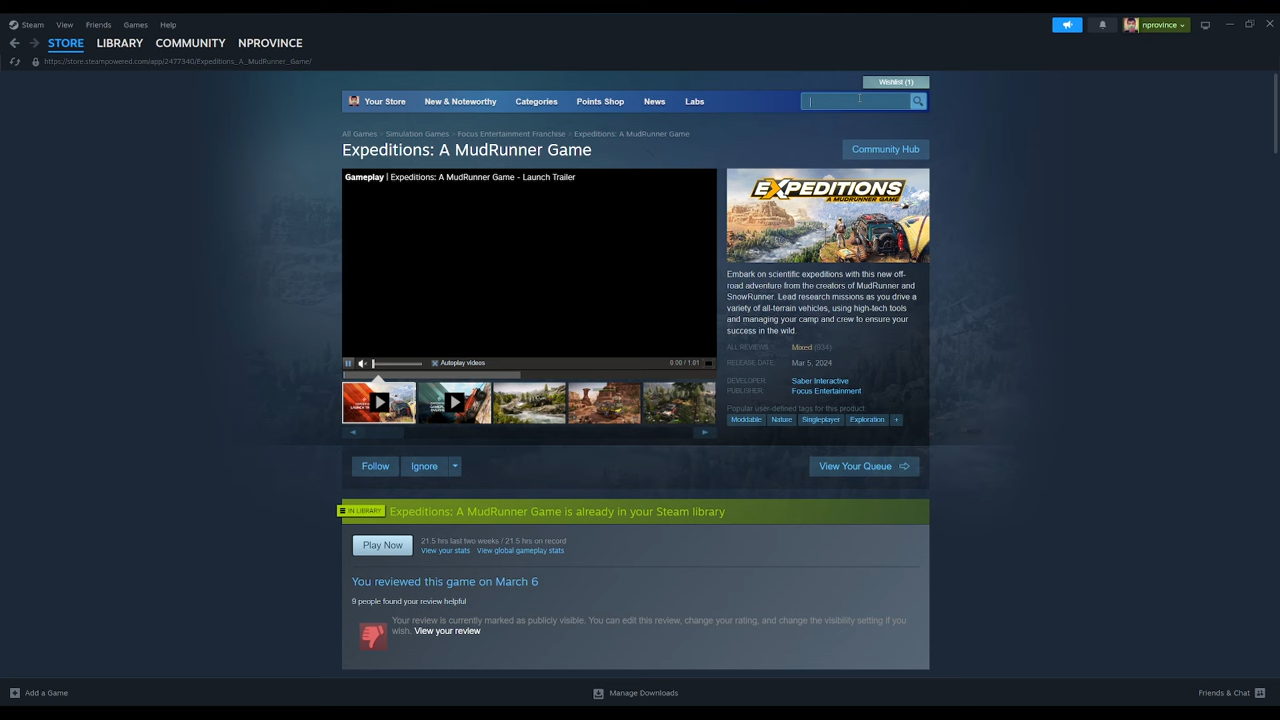 Steam View Friends Games Help
nprovince
STORE LIBRARY COMMUNITY NPROVINCE
https://store.steampowered.com/app/2477340/Expeditions_A_MudRunner_Game/
Wishlist (1)
Your Store New & Noteworthy Categories Points Shop News Labs
All Games > Simulation Games > Focus Entertainment Franchise > Expeditions: A MudRunner Game
Expeditions: A MudRunner Game
Community Hub
Gameplay | Expeditions: A MudRunner Game - Launch Trailer
EXPEDITIONS
A MUDRUNNER GAME
Embark on scientific expeditions with this new off-
road adventure from the creators of MudRunner and
SnowRunner. Lead research missions as you drive a
variety of all-terrain vehicles, using high-tech tools
and managing your camp and crew to ensure your
success in the wild.
ALL REVIEWS: Mixed (934)
RELEASE DATE: Mar 5, 2024
DEVELOPER: Saber Interactive
PUBLISHER: Focus Entertainment
Popular user-defined tags for this product:
Moddable Nature Singleplayer Exploration +
Autoplay videos 0:00 / 1:01
Follow Ignore View Your Queue
IN LIBRARY Expeditions: A MudRunner Game is already in your Steam library
Play Now
21.5 hrs last two weeks / 21.5 hrs on record
View your stats View global gameplay stats
You reviewed this game on March 6
9 people found your review helpful
Your review is currently marked as publicly visible. You can edit this review, change your rating, and change the visibility setting if you
wish. View your review
Add a Game Manage Downloads Friends & Chat